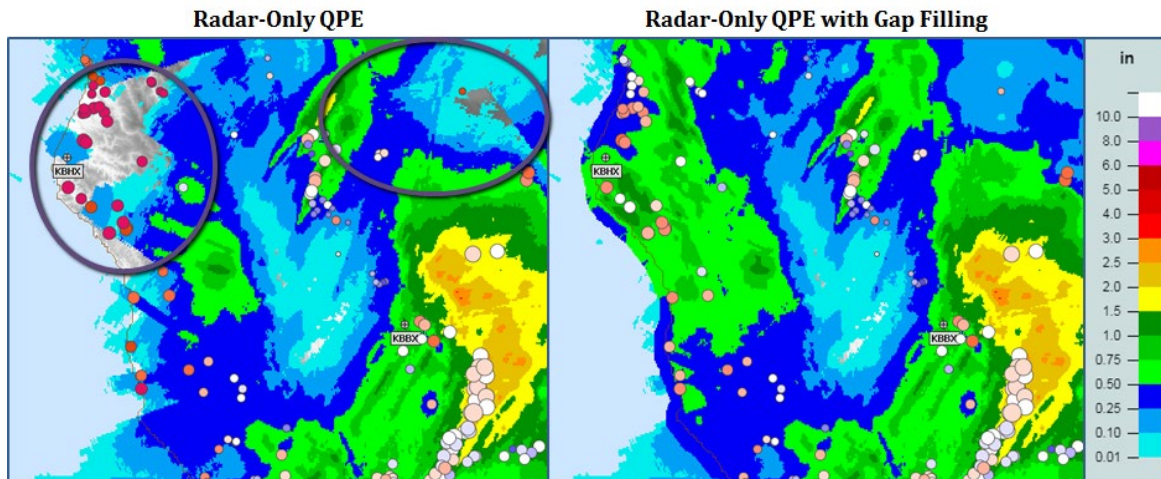 Radar-Only QPE
Radar-Only QPE with Gap Filling
in
10.0
8.0
6.0
5.0
4.0
3.0
2.5
2.0
1.5
1.0
0.75
0.50
0.25
0.10
0.01
KBHX
KBBX
KBHX
KBBX